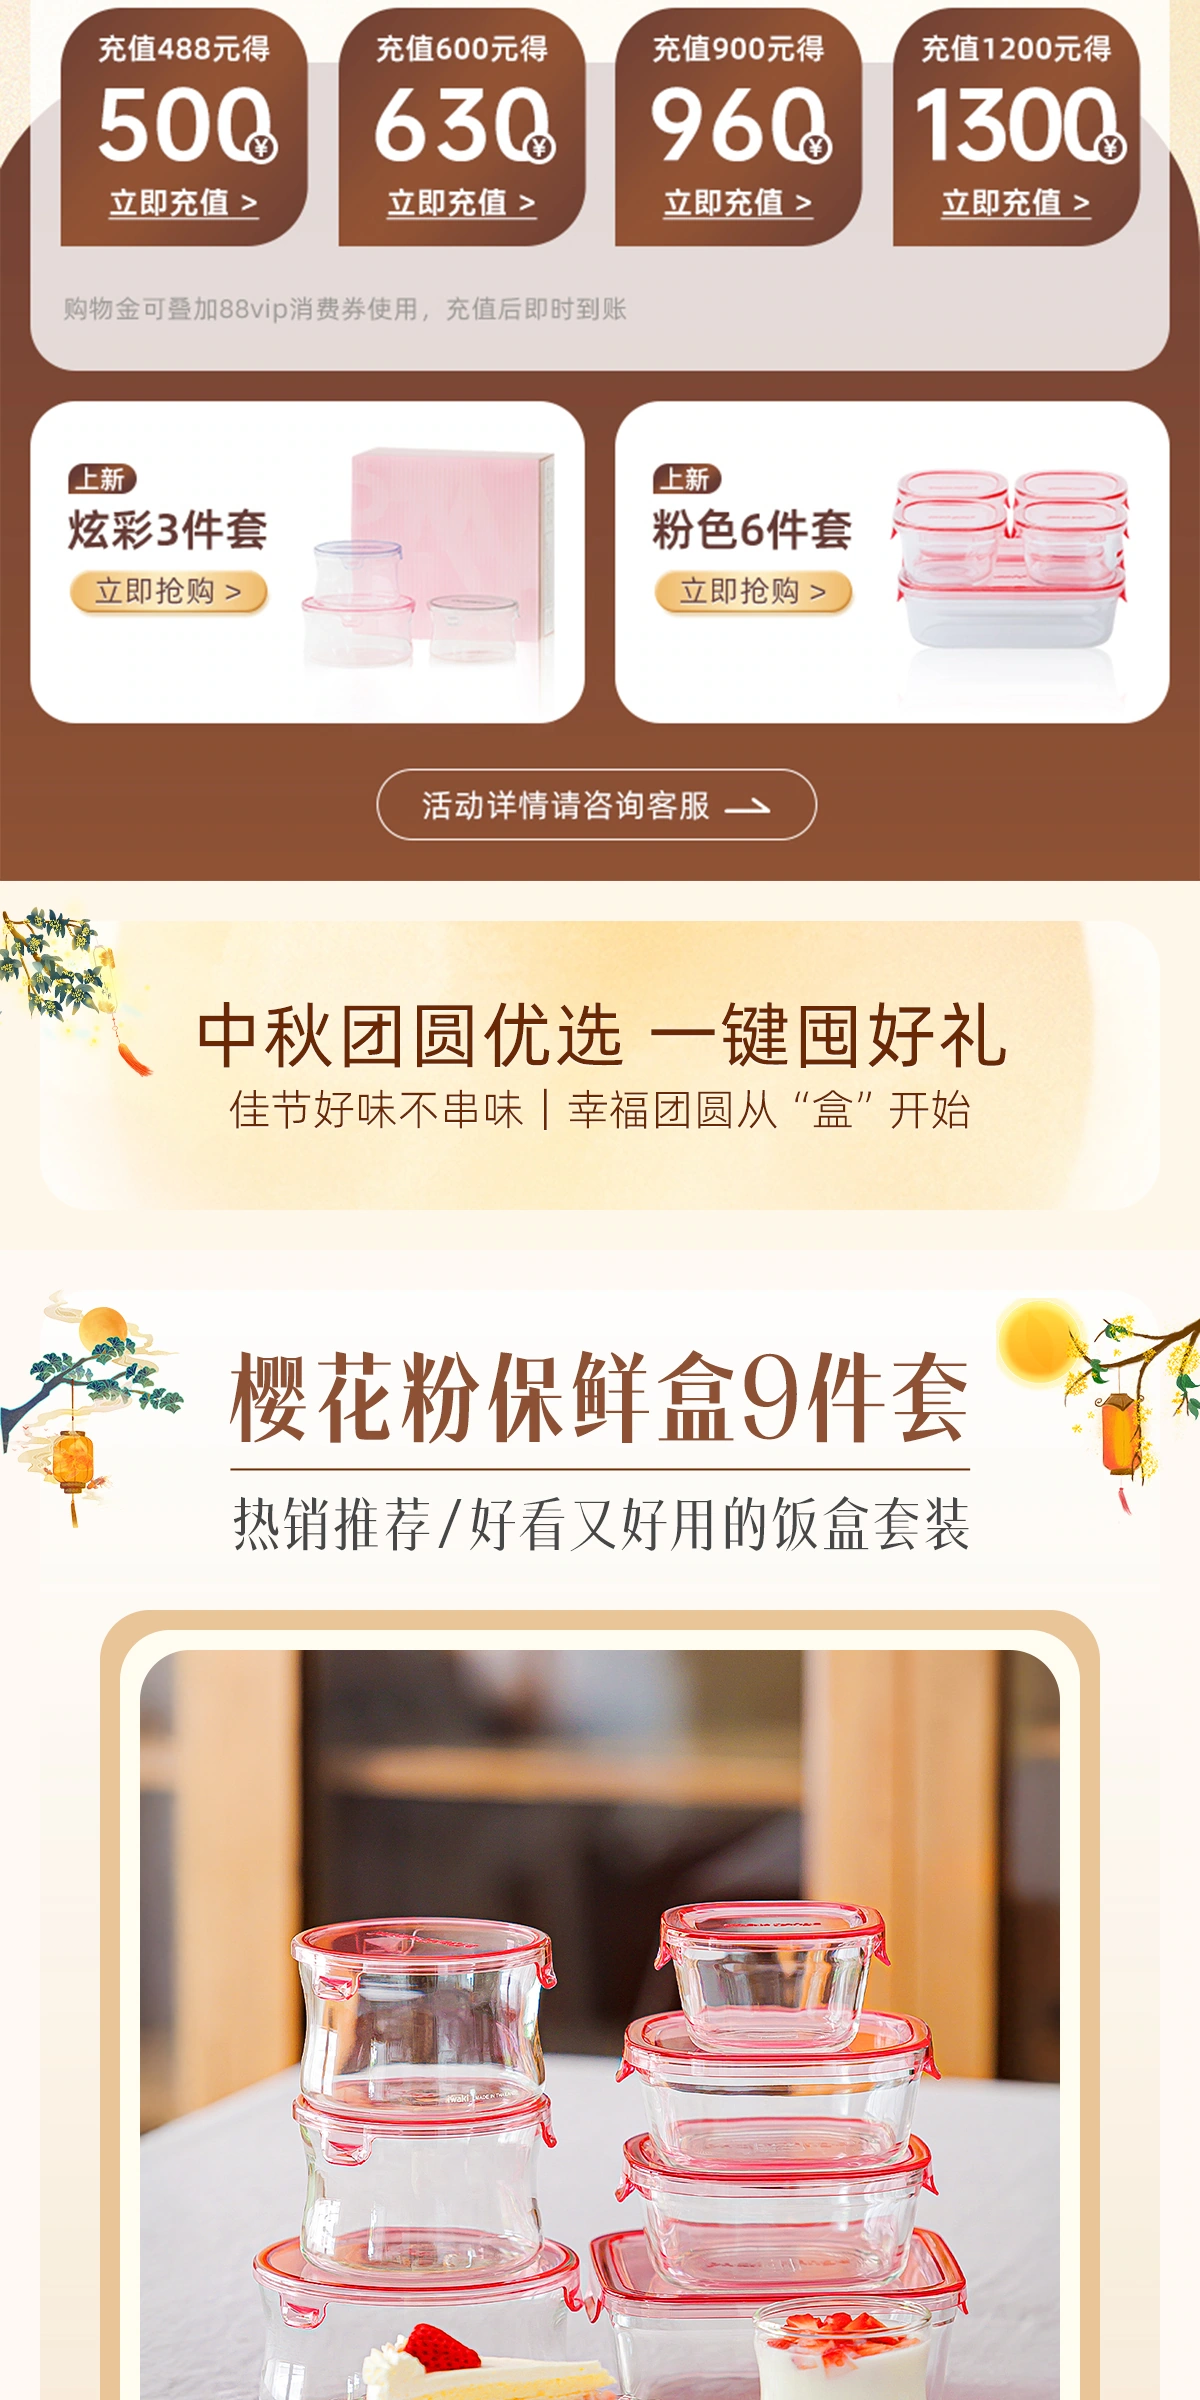 充值488元得
500¥
立即充值 >
充值600元得
630¥
立即充值 >
充值900元得
960¥
立即充值 >
充值1200元得
1300¥
立即充值 >
购物金可叠加88vip消费券使用，充值后即时到账
上新
炫彩3件套
立即抢购 >
上新
粉色6件套
立即抢购 >
活动详情请咨询客服
中秋团圆优选 一键囤好礼
佳节好味不串味 | 幸福团圆从“盒”开始
樱花粉保鲜盒9件套
热销推荐/好看又好用的饭盒套装
iwaki